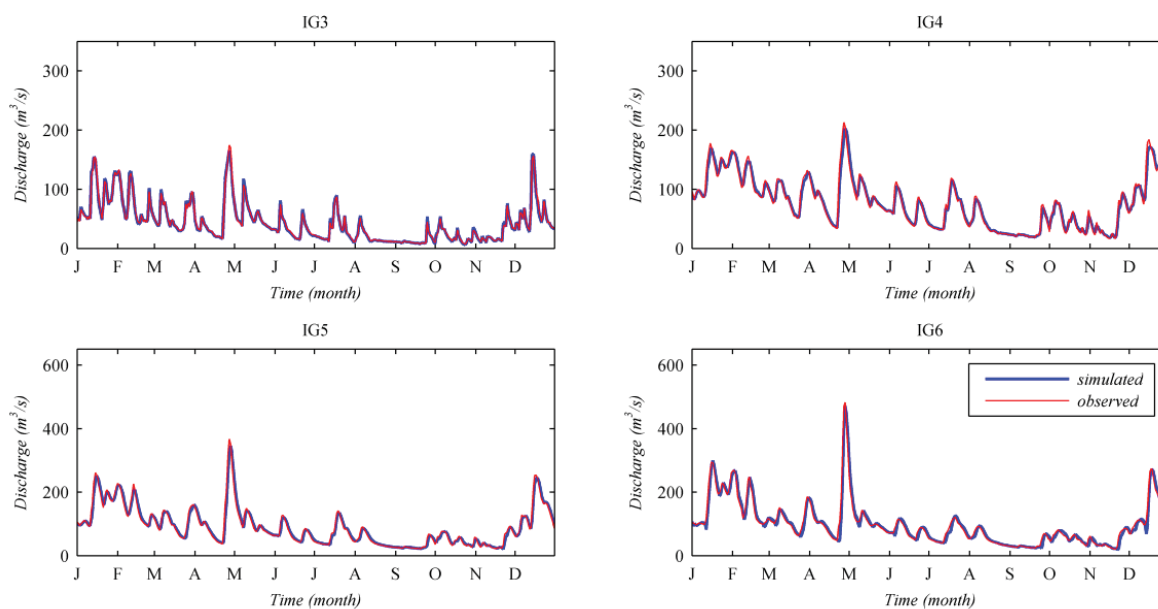 IG3
300
200
100
0
Discharge (m³/s)
J F M A M J J A S O N D
Time (month)
IG4
300
200
100
0
Discharge (m³/s)
J F M A M J J A S O N D
Time (month)
IG5
600
400
200
0
Discharge (m³/s)
J F M A M J J A S O N D
Time (month)
IG6
600
400
200
0
Discharge (m³/s)
simulated
observed
J F M A M J J A S O N D
Time (month)